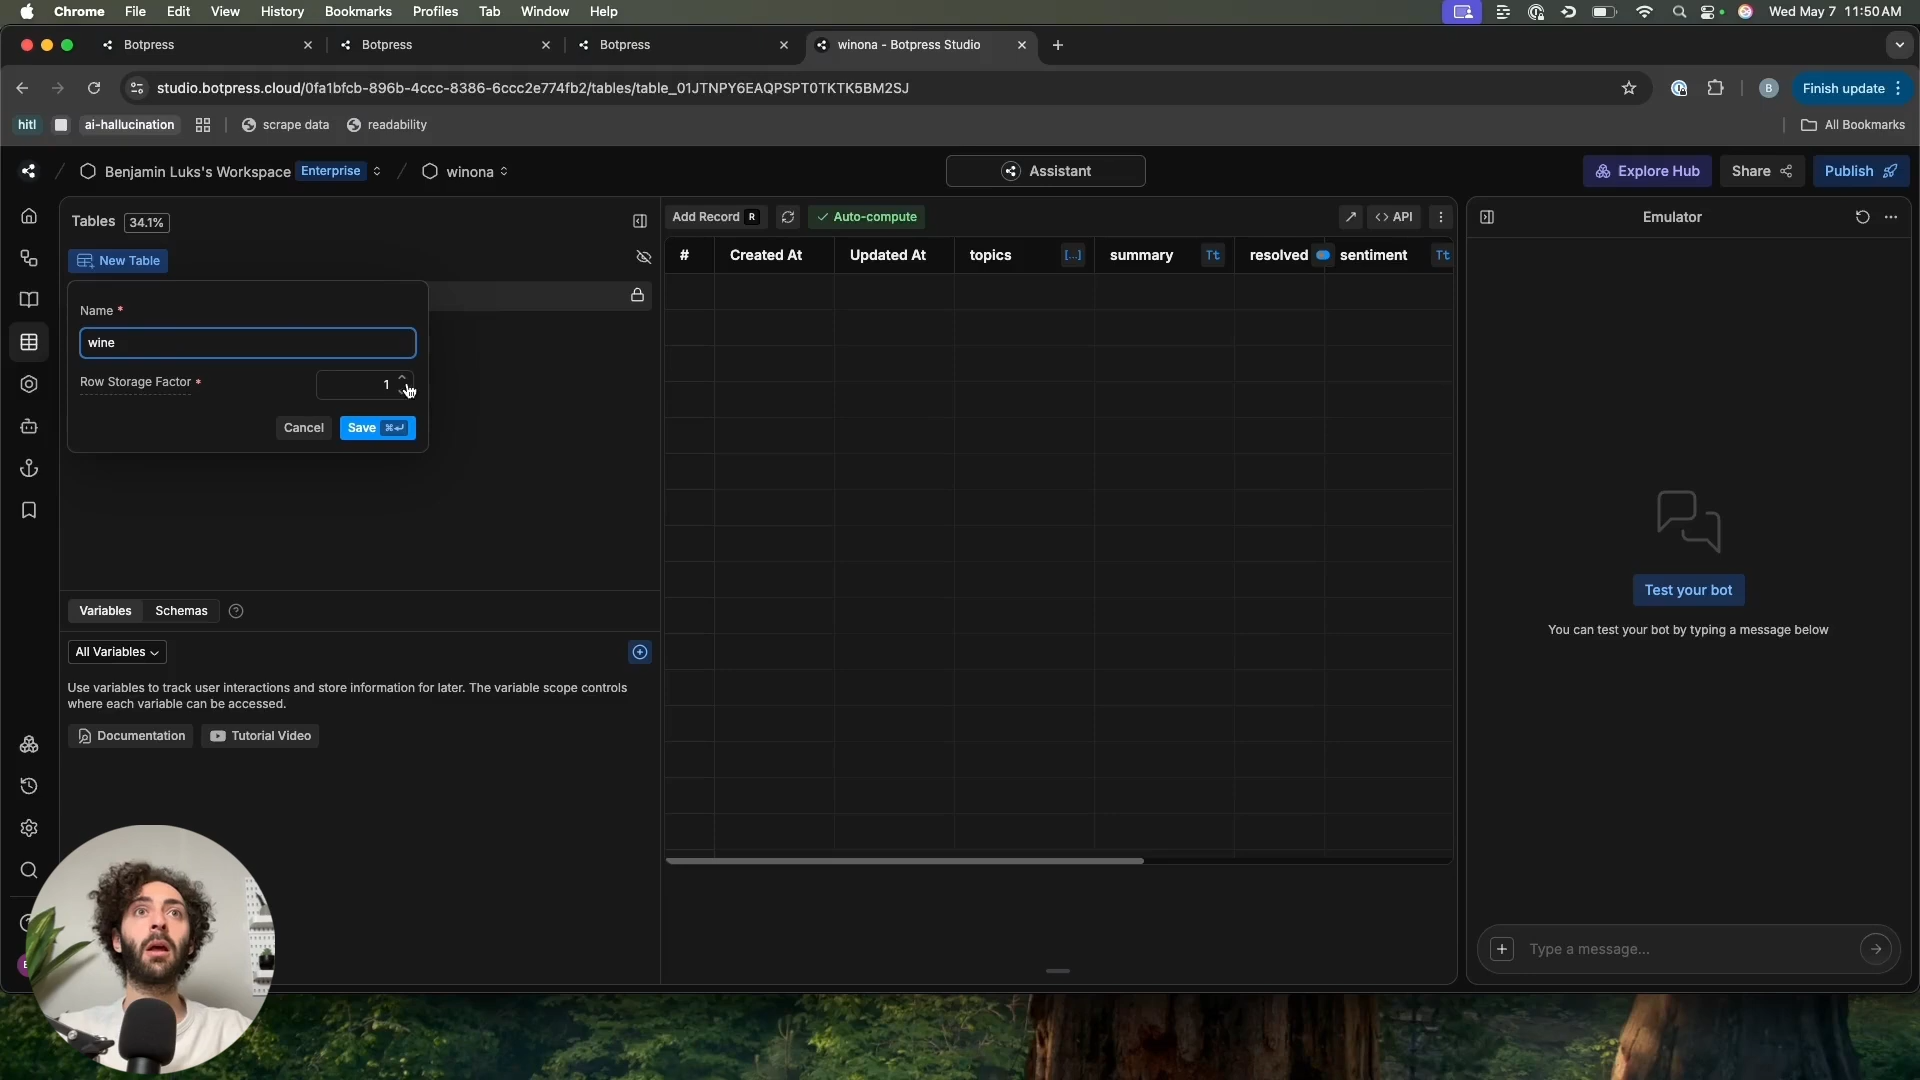 Chrome File Edit View History Bookmarks Profiles Tab Window Help
Wed May 7 11:50 AM
Botpress
Botpress
Botpress
winona - Botpress Studio
studio.botpress.cloud/0fa1bfcb-896b-4ccc-8386-6ccc2e774fb2/tables/table_01JTNPY6EAQPSPT0TKTK5BM2SJ
B
Finish update
hitl
ai-hallucination
scrape data
readability
All Bookmarks
Benjamin Luks's Workspace Enterprise
winona
Assistant
Explore Hub
Share
Publish
Tables 34.1%
New Table
Name *
wine
Row Storage Factor *
1
Cancel
Save ⌘↵
Add Record R
Auto-compute
<> API
# Created At Updated At topics [...] summary Tt resolved sentiment Tt
Emulator
Test your bot
You can test your bot by typing a message below
Type a message...
Variables Schemas
All Variables
Use variables to track user interactions and store information for later. The variable scope controls
where each variable can be accessed.
Documentation
Tutorial Video